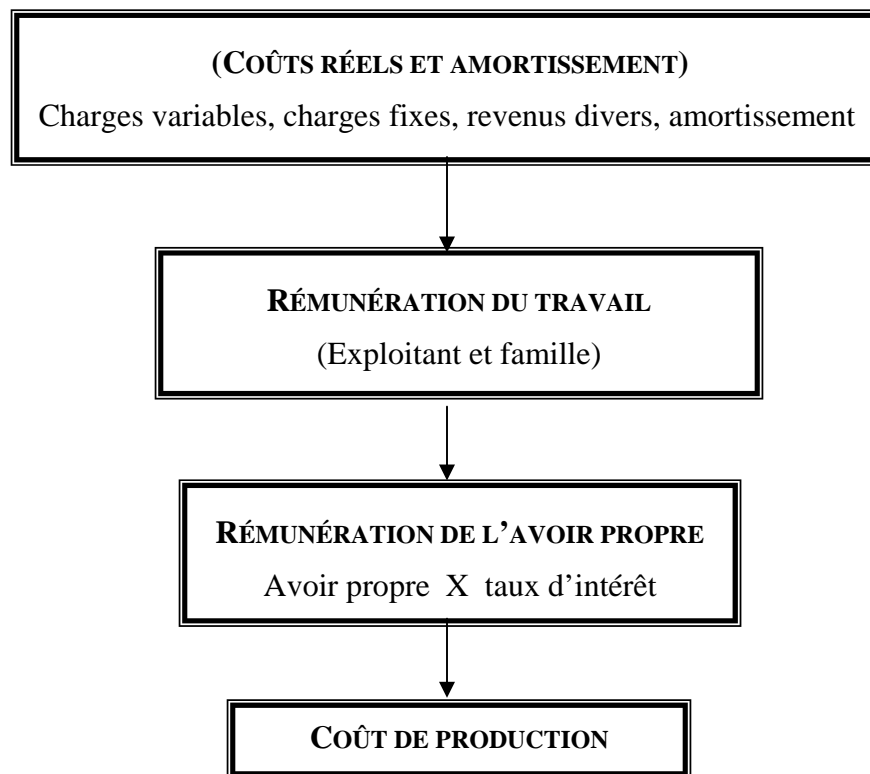 (COÛTS RÉELS ET AMORTISSEMENT)
Charges variables, charges fixes, revenus divers, amortissement
RÉMUNÉRATION DU TRAVAIL
(Exploitant et famille)
RÉMUNÉRATION DE L’AVOIR PROPRE
Avoir propre X taux d’intérêt
COÛT DE PRODUCTION